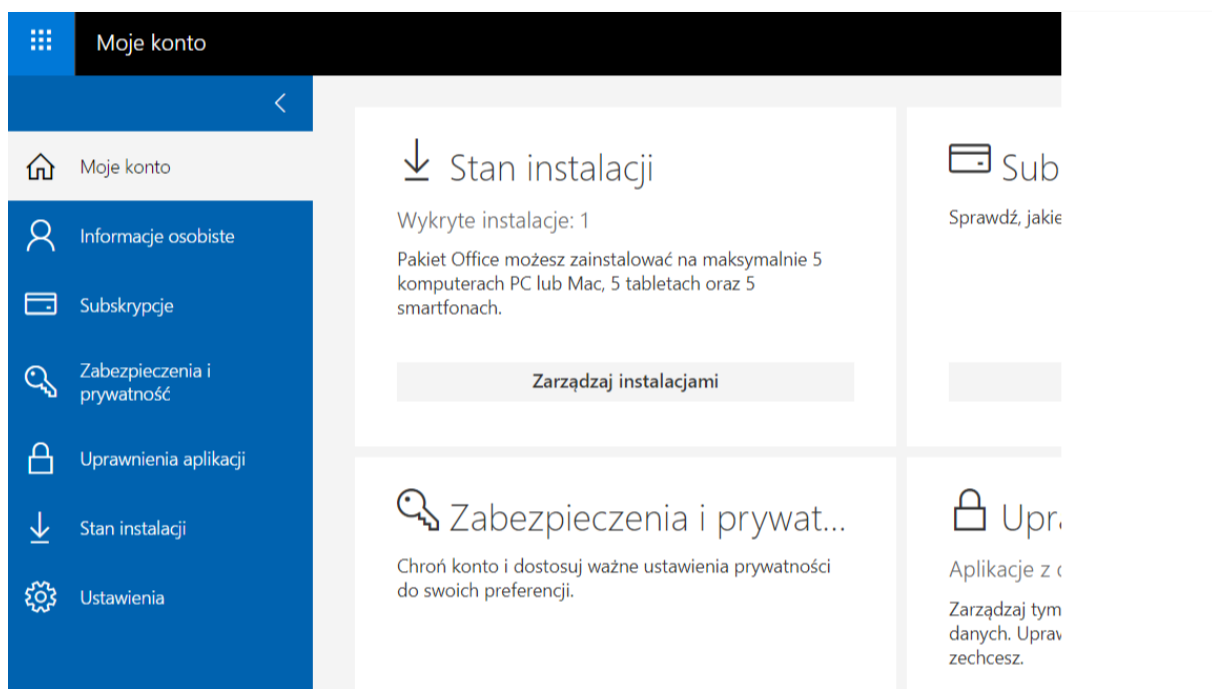 Moje konto
Moje konto
Informacje osobiste
Subskrypcje
Zabezpieczenia i
prywatność
Uprawnienia aplikacji
Stan instalacji
Ustawienia
Stan instalacji
Wykryte instalacje: 1
Pakiet Office możesz zainstalować na maksymalnie 5
komputerach PC lub Mac, 5 tabletach oraz 5
smartfonach.
Zarządzaj instalacjami
Sub
Sprawdź, jakie
Zabezpieczenia i prywat...
Chroń konto i dostosuj ważne ustawienia prywatności
do swoich preferencji.
Upr
Aplikacje z
Zarządzaj tym
danych. Upraw
zechcesz.